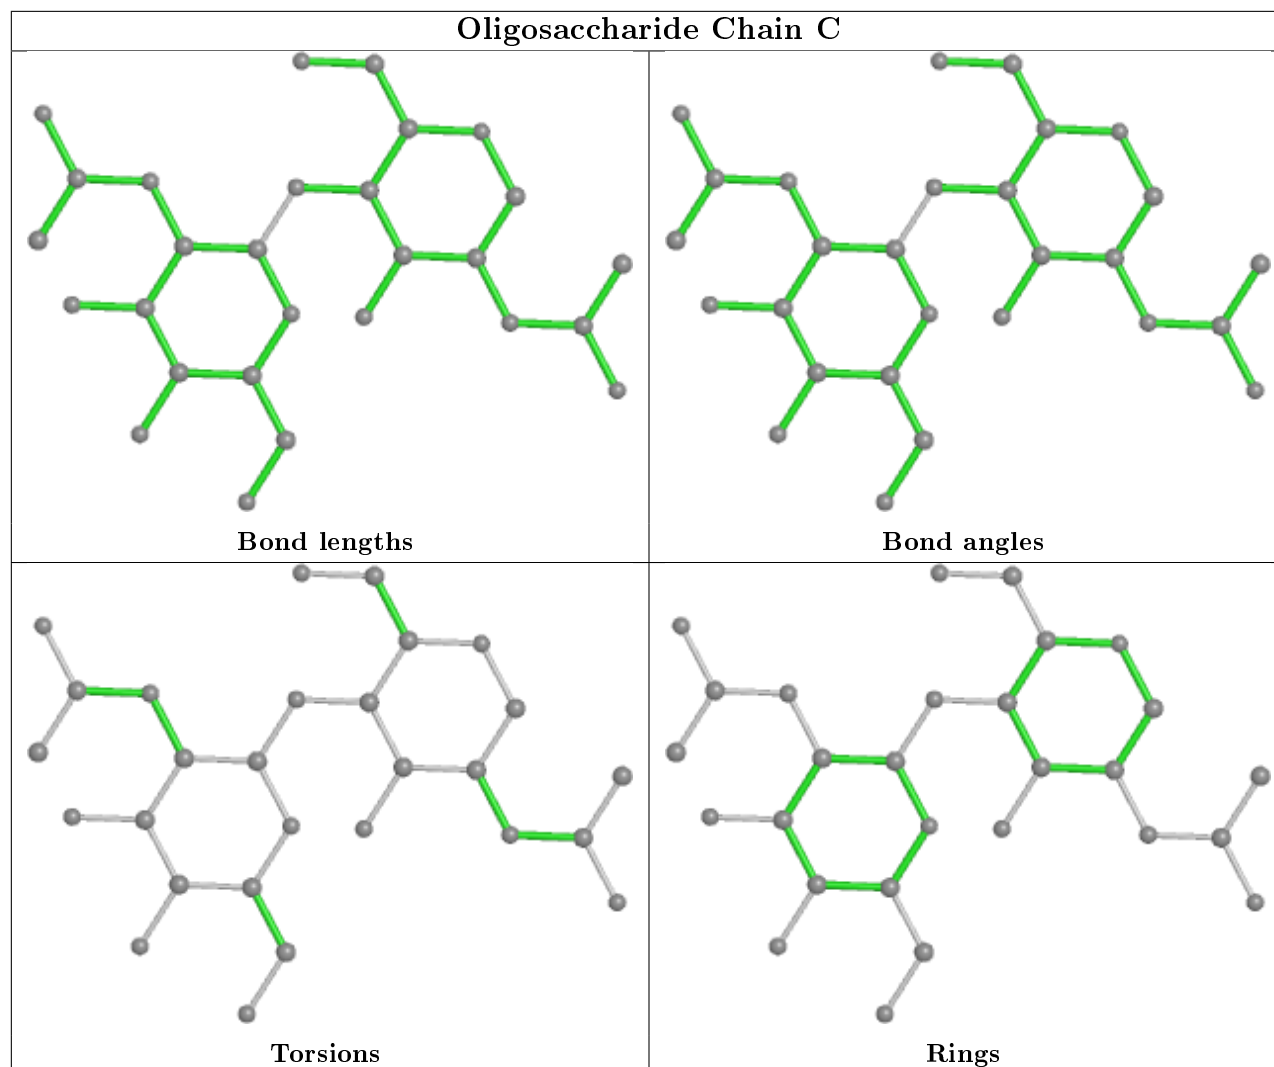 Oligosaccharide Chain C
Bond lengths
Bond angles
Torsions
Rings